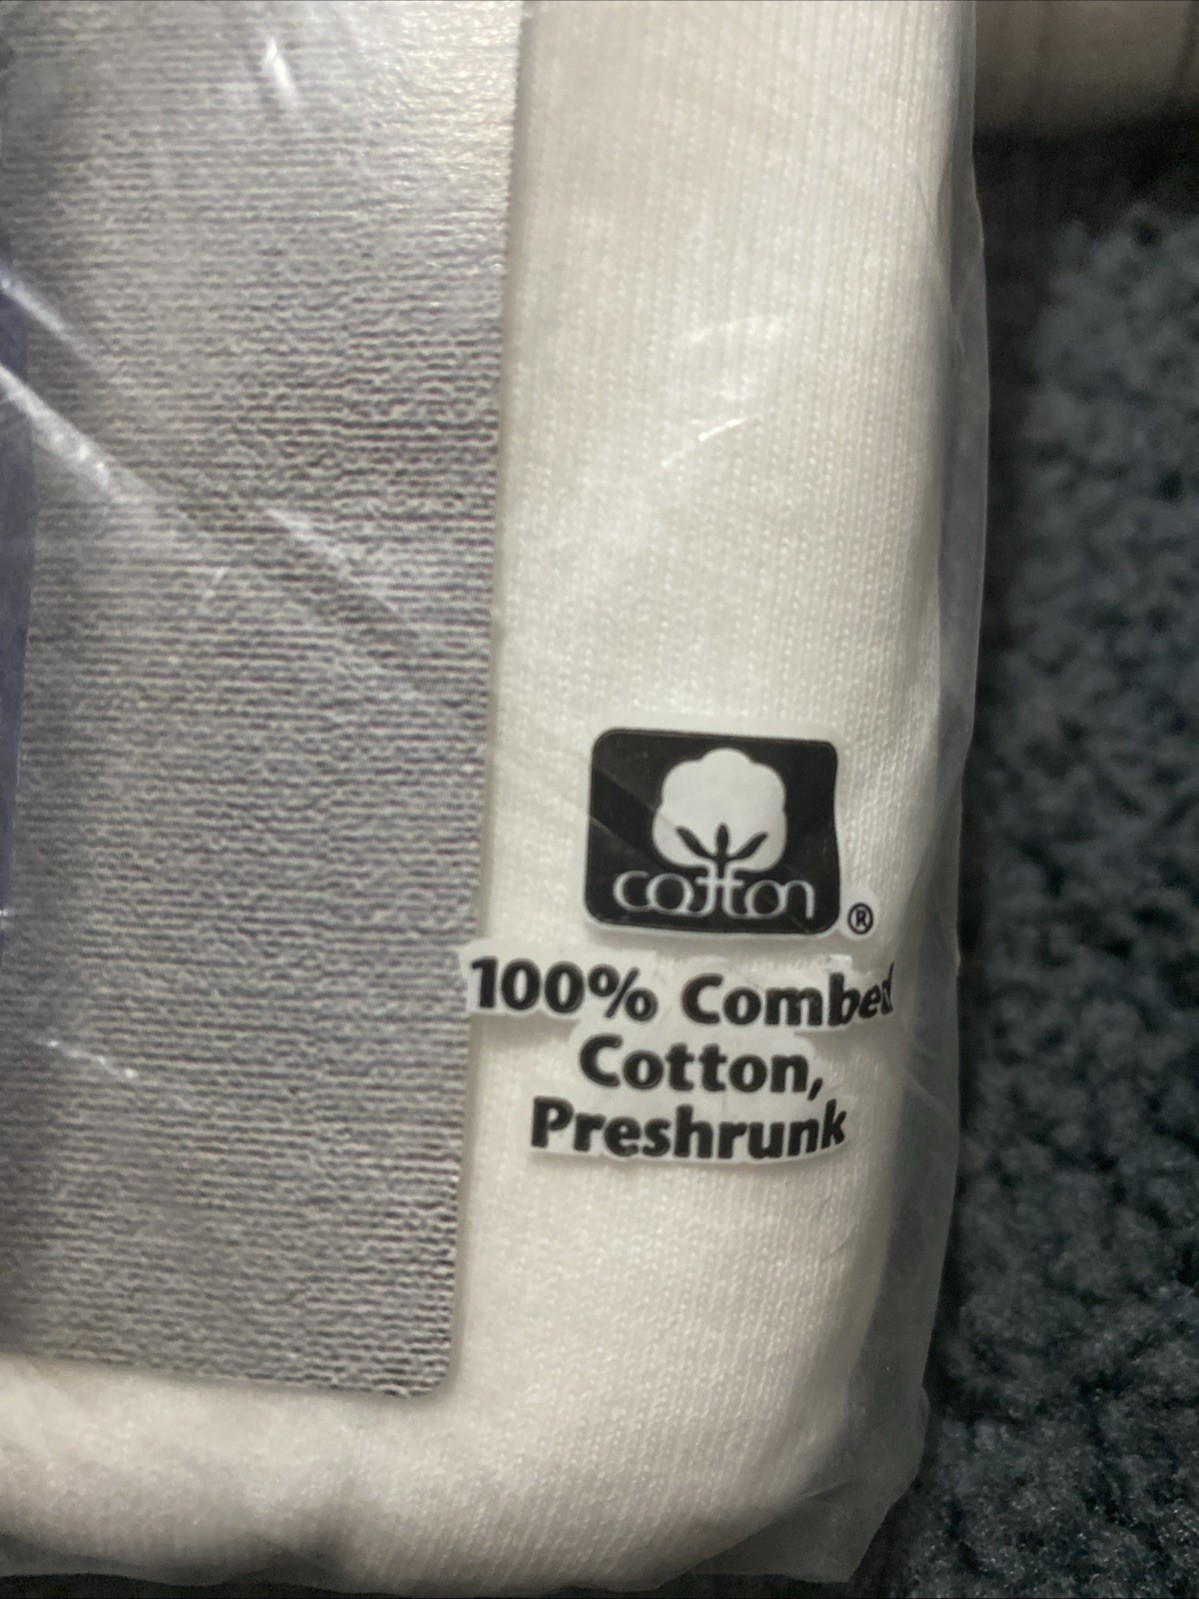 cotton
®
100% Combed
Cotton,
Preshrunk